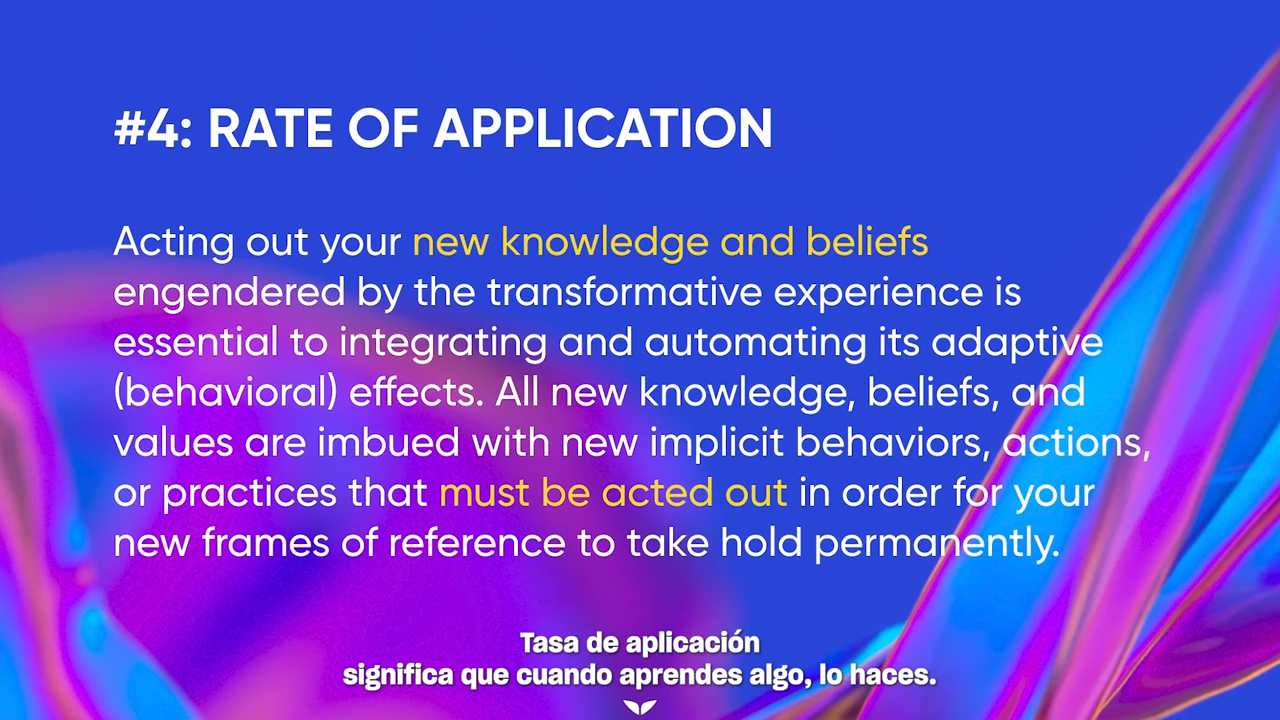 #4: RATE OF APPLICATION
Acting out your new knowledge and beliefs
engendered by the transformative experience is
essential to integrating and automating its adaptive
(behavioral) effects. All new knowledge, beliefs, and
values are imbued with new implicit behaviors, actions,
or practices that must be acted out in order for your
new frames of reference to take hold permanently.
Tasa de aplicación
significa que cuando aprendes algo, lo haces.